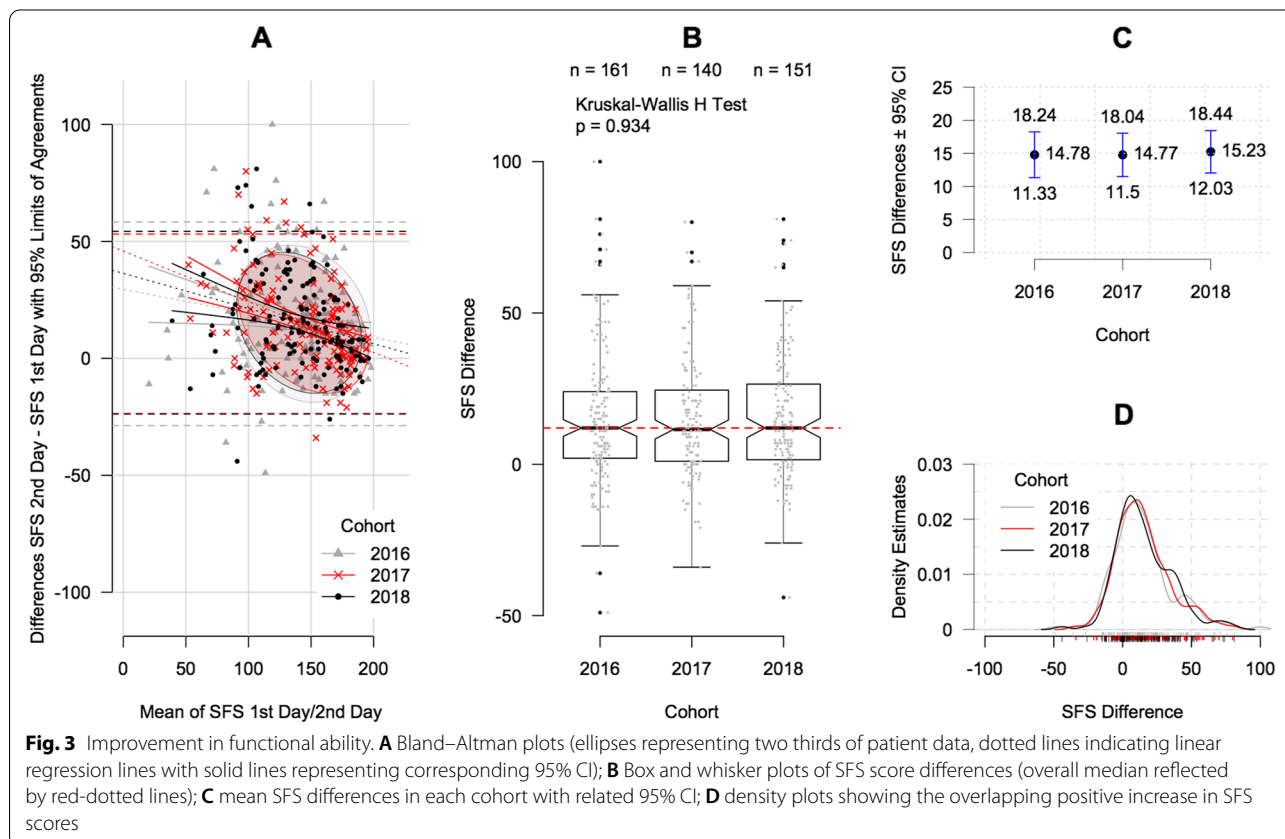 A
Differences SFS 2nd Day - SFS 1st Day with 95% Limits of Agreements
100
50
0
-50
-100
Cohort
2016
2017
2018
0 50 100 150 200
Mean of SFS 1st Day/2nd Day
B
n = 161 n = 140 n = 151
Kruskal-Wallis H Test
p = 0.934
SFS Difference
100
50
0
-50
2016 2017 2018
Cohort
C
SFS Differences ± 95% CI
25
20
15
10
5
0
18.24 18.04 18.44
14.78 14.77 15.23
11.33 11.5 12.03
2016 2017 2018
Cohort
D
Density Estimates
0.03
0.02
0.01
0
Cohort
2016
2017
2018
-100 -50 0 50 100
SFS Difference
Fig. 3 Improvement in functional ability. A Bland–Altman plots (ellipses representing two thirds of patient data, dotted lines indicating linear
regression lines with solid lines representing corresponding 95% CI); B Box and whisker plots of SFS score differences (overall median reflected
by red-dotted lines); C mean SFS differences in each cohort with related 95% CI; D density plots showing the overlapping positive increase in SFS
scores